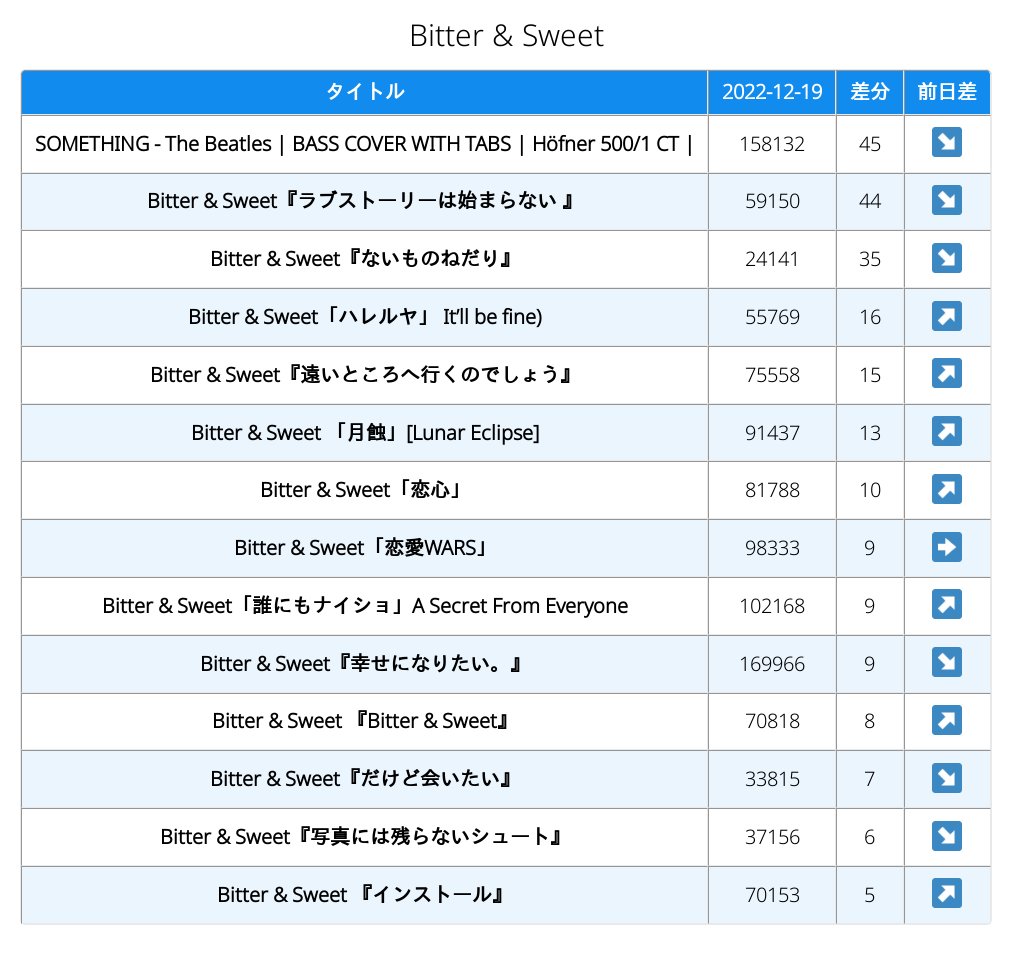 Bitter & Sweet
タイトル 2022-12-19 差分 前日差
SOMETHING - The Beatles | BASS COVER WITH TABS | Höfner 500/1 CT | 158132 45
Bitter & Sweet『ラブストーリーは始まらない 』 59150 44
Bitter & Sweet『ないものねだり』 24141 35
Bitter & Sweet「ハレルヤ」 It'll be fine) 55769 16
Bitter & Sweet『遠いところへ行くのでしょう』 75558 15
Bitter & Sweet 「月蝕」[Lunar Eclipse] 91437 13
Bitter & Sweet「恋心」 81788 10
Bitter & Sweet「恋愛WARS」 98333 9
Bitter & Sweet「誰にもナイショ」A Secret From Everyone 102168 9
Bitter & Sweet『幸せになりたい。』 169966 9
Bitter & Sweet 『Bitter & Sweet』 70818 8
Bitter & Sweet『だけど会いたい』 33815 7
Bitter & Sweet『写真には残らないシュート』 37156 6
Bitter & Sweet 『インストール』 70153 5